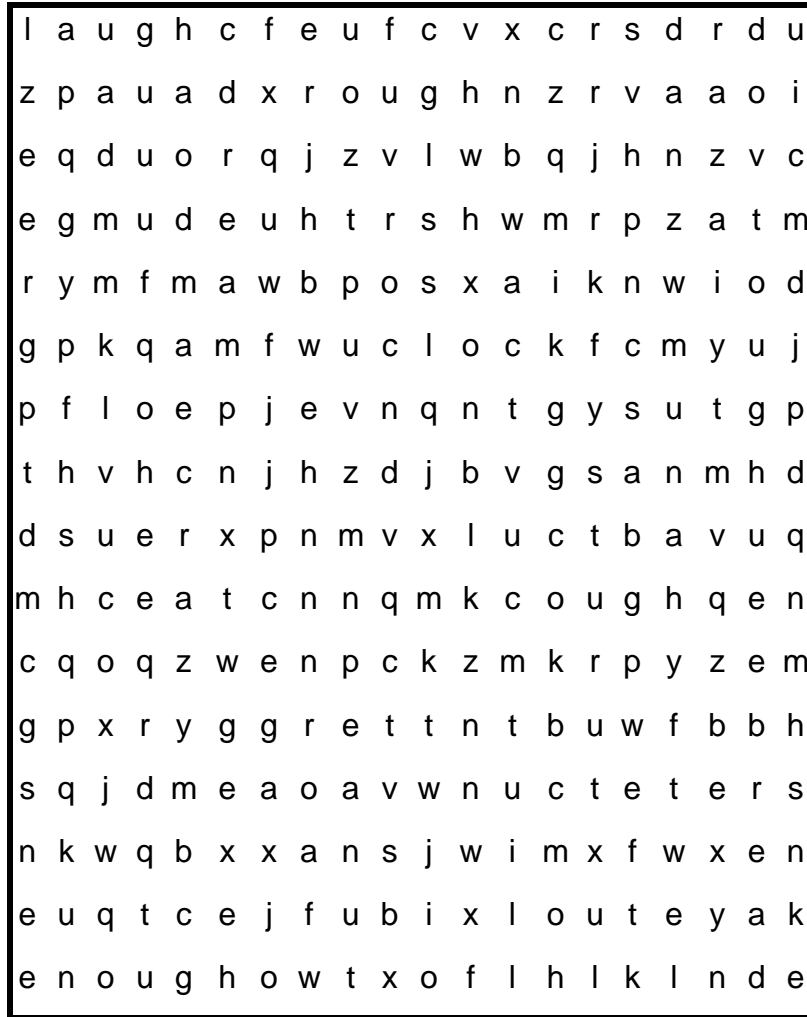 l a u g h c f e u f c v x c r s d r d u
z p a u a d x r o u g h n z r v a a o i
e q d u o r q j z v l w b q j h n z v c
e g m u d e u h t r s h w m r p z a t m
r y m f m a w b p o s x a i k n w i o d
g p k q a m f w u c l o c k f c m y u j
p f l o e p j e v n q n t g y s u t g p
t h v h c n j h z d j b v g s a n m h d
d s u e r x p n m v x l u c t b a v u q
m h c e a t c n n q m k c o u g h q e n
c q o q z w e n p c k z m k r p y z e m
g p x r y g g r e t t n t b u w f b b h
s q j d m e a o a v w n u c t e t e r s
n k w q b x x a n s j w i m x f w x e n
e u q t c e j f u b i x l o u t e y a k
e n o u g h o w t x o f l h l k l n d e